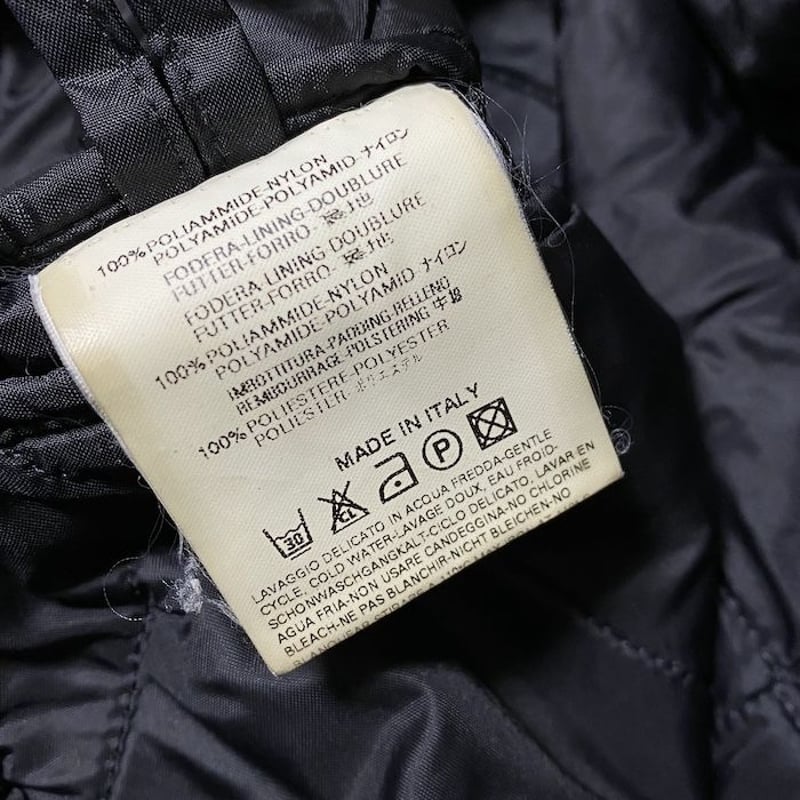 100% POLIAMMIDE-NYLON
POLYAMIDE-POLYAMID-ナイロン
FODERA-LINING-DOUBLURE
FUTTER-FORRO-裏地
FODERA LINING DOUBLURE
FUTTER-FORRO-裏地
100% POLIAMMIDE-NYLON
POLYAMIDE-POLYAMID-ナイロン
IMBOTTITURA-PADDING-RELLENO
REMBOURRAGE-POLSTERING 中綿
100% POLIESTERE-POLYESTER
POLIESTER-ポリエステル
MADE IN ITALY
30 CL P
LAVAGGIO DELICATO IN ACQUA FREDDA-GENTLE
CYCLE, COLD WATER-LAVAGE DOUX, EAU FROID-
SCHONWASCHGANGKALT-CICLO DELICATO, LAVAR EN
AGUA FRIA-NON USARE CANDEGGINA-NO CHLORINE
BLEACH-NE PAS BLANCHIR-NICHT BLEICHEN-NO